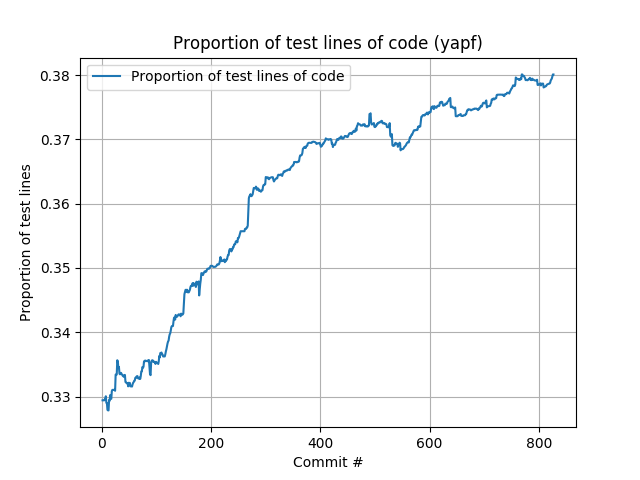 Proportion of test lines of code (yapf)
Proportion of test lines of code
Proportion of test lines
0.38
0.37
0.36
0.35
0.34
0.33
0 200 400 600 800
Commit #